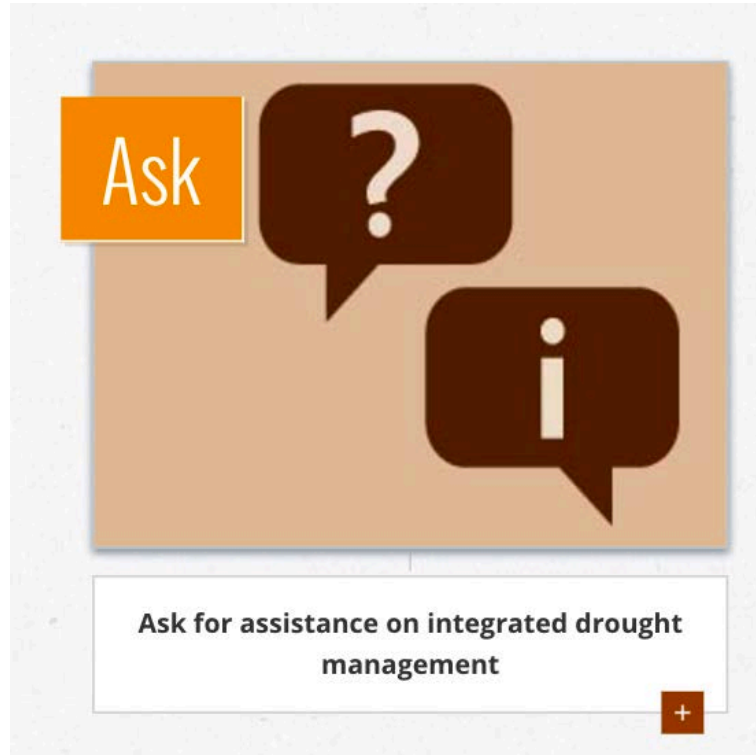 Ask
?
i
Ask for assistance on integrated drought
management
+